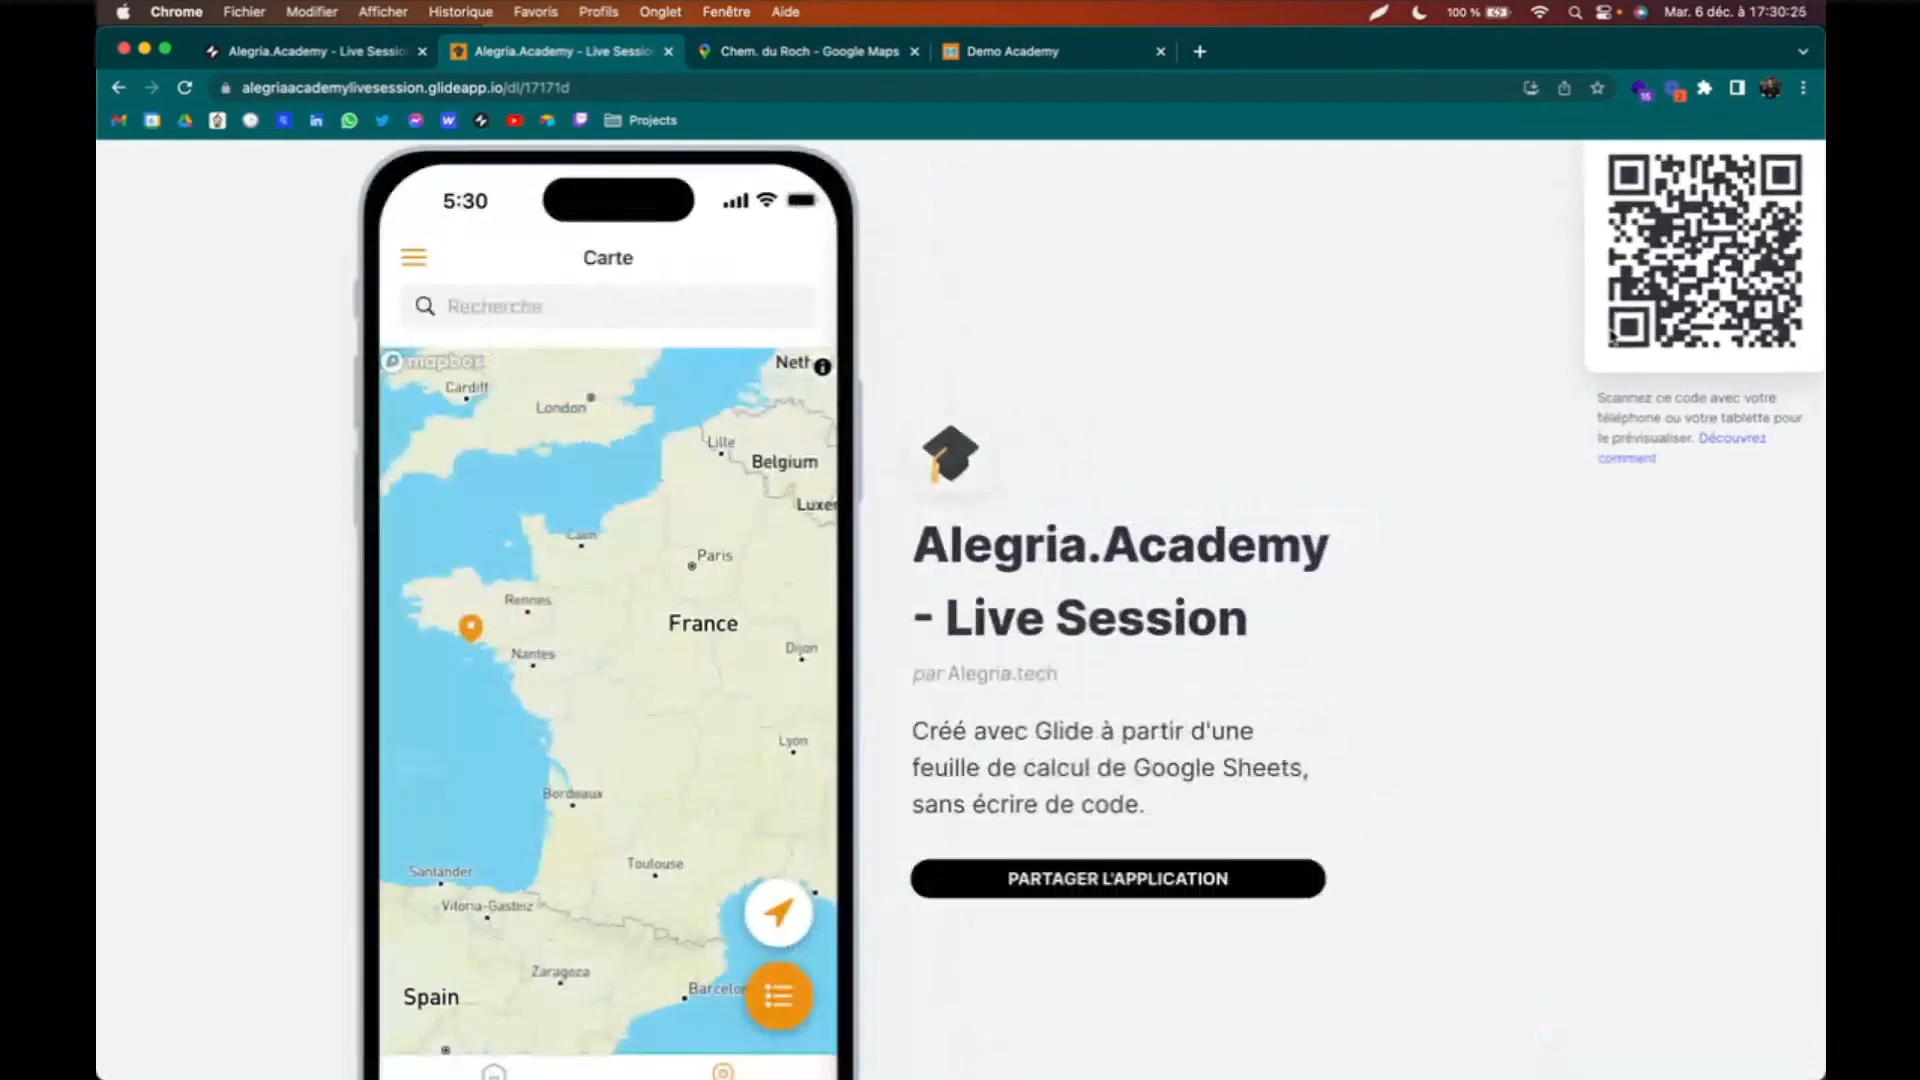 Chrome Fichier Modifier Afficher Historique Favoris Profils Onglet Fenêtre Aide 100 % Mar. 6 déc. à 17:30:25
Alegria.Academy - Live Sessio Alegria.Academy - Live Sessio Chem. du Roch - Google Maps Demo Academy
alegriaacademylivesession.glideapp.io/dl/17171d
15 2
Projects
5:30
Carte
Recherche
mapbox
Neth
Cardiff
London
Lille
Belgium
Luxe
Caen
Paris
Rennes
France
Nantes
Dijon
Lyon
Bordeaux
Toulouse
Santander
Vitoria-Gasteiz
Zaragoza
Barcelo
Spain
Alegria.Academy
- Live Session
par Alegria.tech
Créé avec Glide à partir d'une
feuille de calcul de Google Sheets,
sans écrire de code.
PARTAGER L'APPLICATION
Scannez ce code avec votre
téléphone ou votre tablette pour
le prévisualiser. Découvrez
comment